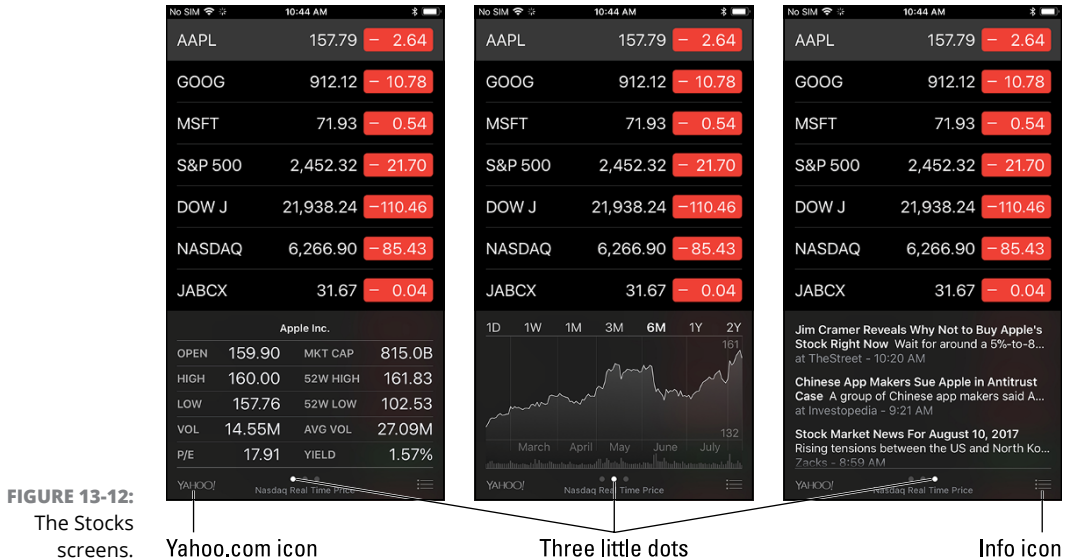 No SIM 10:44 AM
AAPL 157.79 − 2.64
GOOG 912.12 − 10.78
MSFT 71.93 − 0.54
S&P 500 2,452.32 − 21.70
DOW J 21,938.24 −110.46
NASDAQ 6,266.90 −85.43
JABCX 31.67 − 0.04
Apple Inc.
OPEN 159.90 MKT CAP 815.0B
HIGH 160.00 52W HIGH 161.83
LOW 157.76 52W LOW 102.53
VOL 14.55M AVG VOL 27.09M
P/E 17.91 YIELD 1.57%
YAHOO!
Nasdaq Real Time Price
No SIM 10:44 AM
AAPL 157.79 − 2.64
GOOG 912.12 − 10.78
MSFT 71.93 − 0.54
S&P 500 2,452.32 − 21.70
DOW J 21,938.24 −110.46
NASDAQ 6,266.90 −85.43
JABCX 31.67 − 0.04
1D 1W 1M 3M 6M 1Y 2Y
161
132
March April May June July
YAHOO!
Nasdaq Real Time Price
No SIM 10:44 AM
AAPL 157.79 − 2.64
GOOG 912.12 − 10.78
MSFT 71.93 − 0.54
S&P 500 2,452.32 − 21.70
DOW J 21,938.24 −110.46
NASDAQ 6,266.90 −85.43
JABCX 31.67 − 0.04
Jim Cramer Reveals Why Not to Buy Apple's
Stock Right Now Wait for around a 5%-to-8...
at TheStreet - 10:20 AM
Chinese App Makers Sue Apple in Antitrust
Case A group of Chinese app makers said A...
at Investopedia - 9:21 AM
Stock Market News For August 10, 2017
Rising tensions between the US and North Ko...
Zacks - 8:59 AM
YAHOO!
Nasdaq Real Time Price
FIGURE 13-12:
The Stocks
screens.
Yahoo.com icon
Three little dots
Info icon